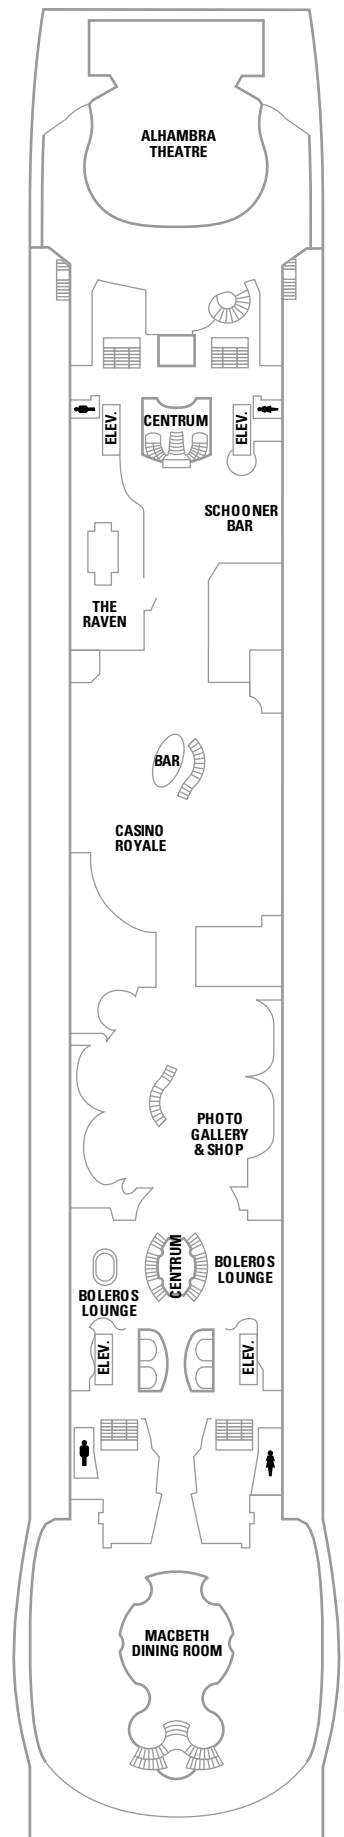 ALHAMBRA
THEATRE
ELEV.
CENTRUM
ELEV.
SCHOONER
BAR
THE
RAVEN
BAR
CASINO
ROYALE
PHOTO
GALLERY
& SHOP
CENTRUM
BOLEROS
LOUNGE
BOLEROS
LOUNGE
ELEV.
ELEV.
MACBETH
DINING ROOM